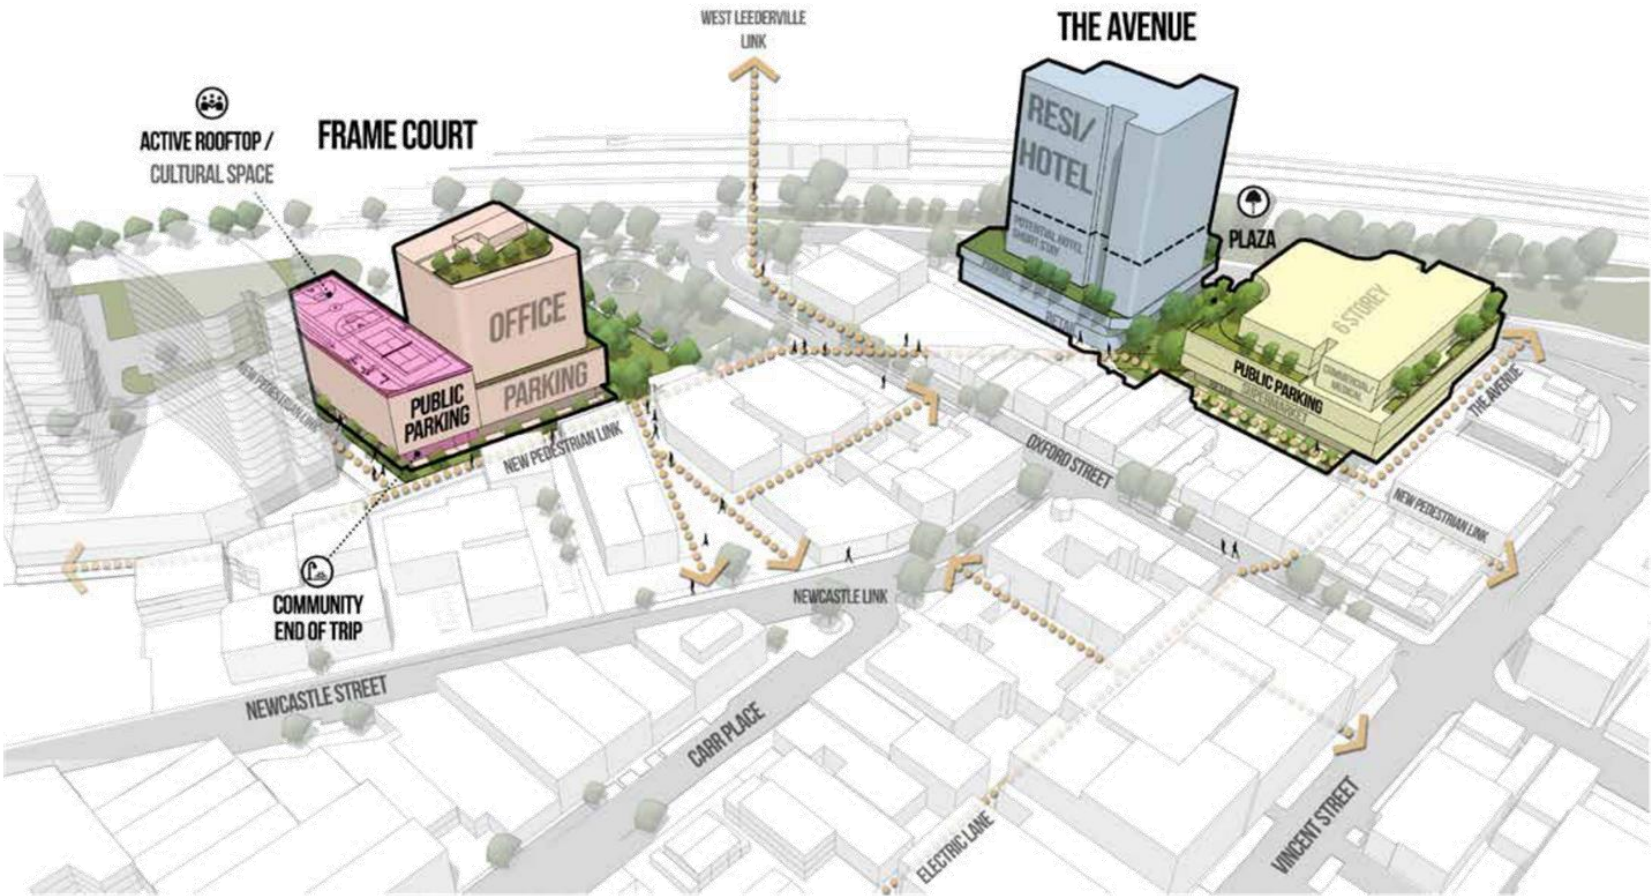 WEST LEEDERVILLE
LINK
THE AVENUE
ACTIVE ROOFTOP /
CULTURAL SPACE
FRAME COURT
RESI/
HOTEL
POTENTIAL HOTEL
SHORT STAY
RETAIL
PLAZA
6 STOREY
OFFICE
PARKING
PUBLIC
PARKING
PUBLIC PARKING
SUPERMARKET
COMMERCIAL
MEDICAL
THE AVENUE
NEW PEDESTRIAN LINK
NEW PEDESTRIAN LINK
OXFORD STREET
NEW PEDESTRIAN LINK
COMMUNITY
END OF TRIP
NEWCASTLE LINK
NEWCASTLE STREET
CARR PLACE
ELECTRIC LANE
VINCENT STREET